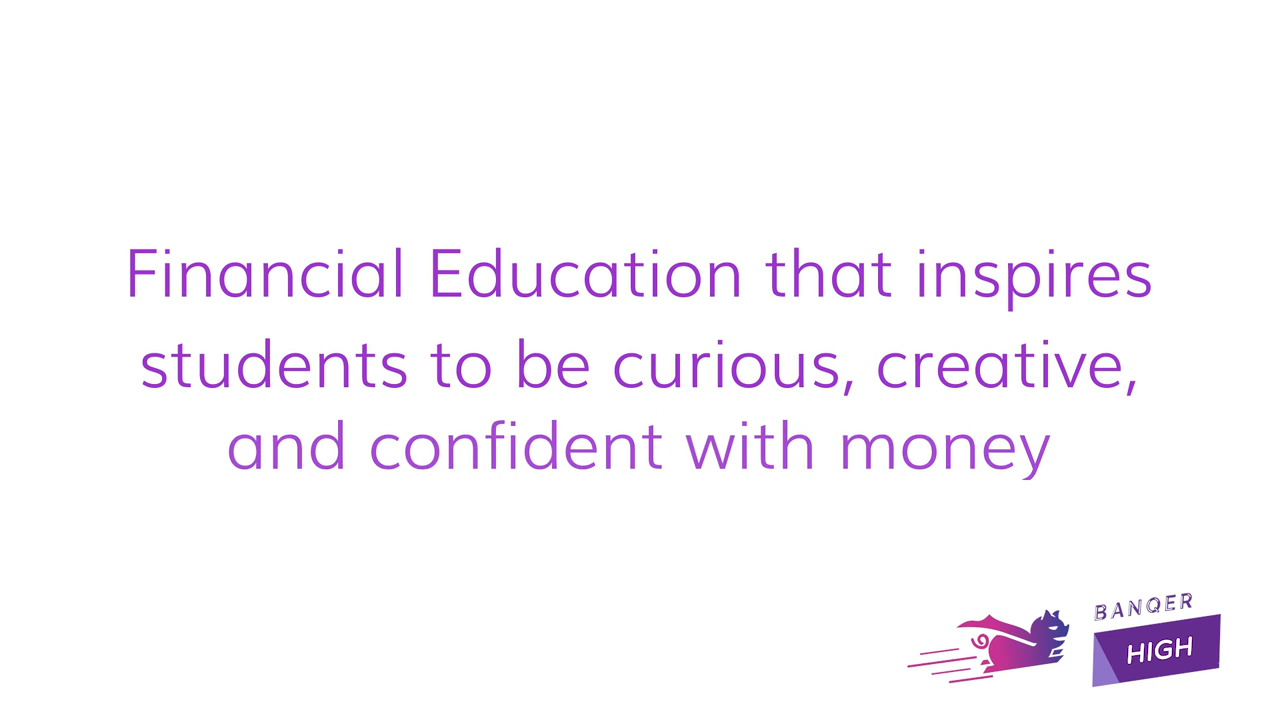 Financial Education that inspires
students to be curious, creative,
and confident with money
BANQER
HIGH